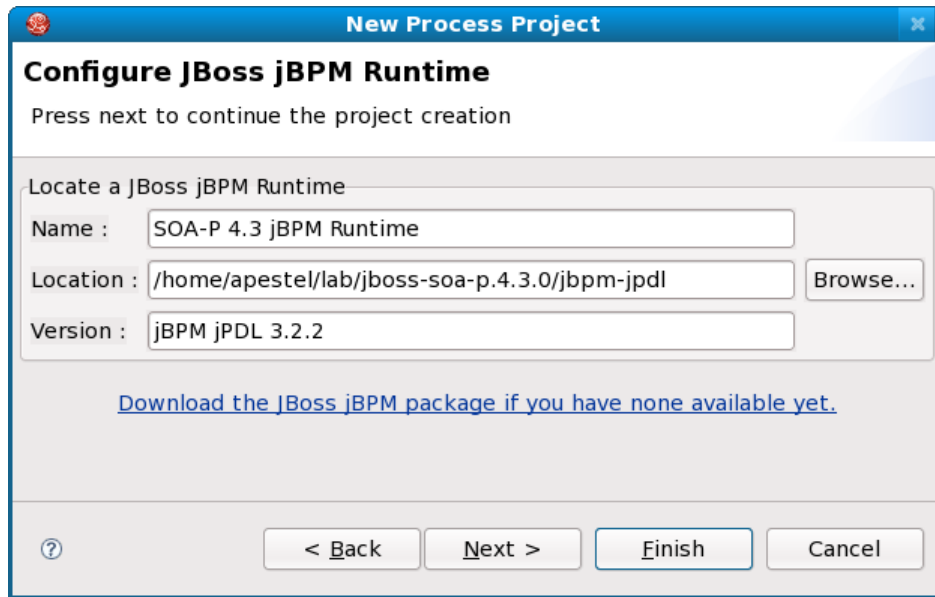 New Process Project
Configure JBoss jBPM Runtime
Press next to continue the project creation
Locate a JBoss jBPM Runtime
Name : SOA-P 4.3 jBPM Runtime
Location : /home/apestel/lab/jboss-soa-p.4.3.0/jbpm-jpdl Browse...
Version : jBPM jPDL 3.2.2
Download the JBoss jBPM package if you have none available yet.
? < Back Next > Finish Cancel